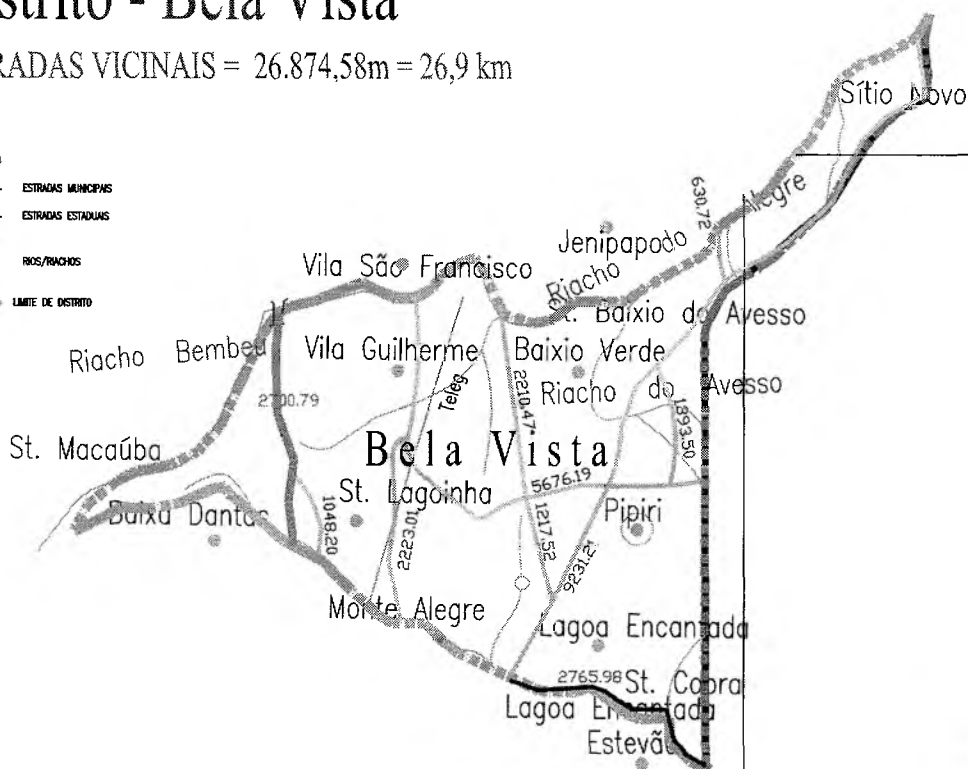 strito - Bela Vista
RADAS VICINAIS = 26.874,58m = 26,9 km
ESTRADAS MUNICIPAIS
ESTRADAS ESTADUAIS
RIOS/RIACHOS
LIMITE DE DISTRITO
Sítio Novo
630.72
Alegre
Jenipapodo
Riacho
Vila São Francisco
St. Baixio do Avesso
Riacho Bembeu
Vila Guilherme
Baixio Verde
Teleg
2210.47
Riacho do Avesso
2700.79
1393.50
St. Macaúba
Bela Vista
St. Lagoinha
5676.19
Baixa Dantas
1048.20
2223.01
1217.52
Pipiri
9231.2
Monte Alegre
Lagoa Encantada
2765.98
St. Copra
Lagoa Encantada
Estevão